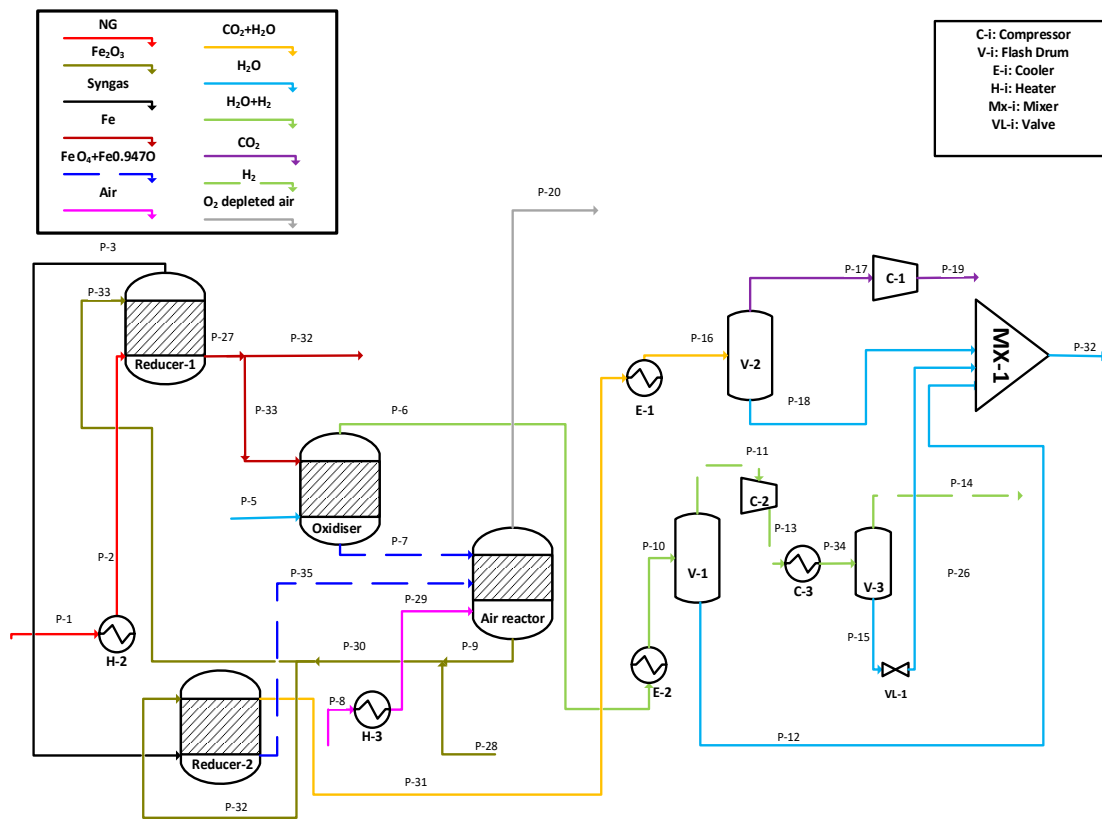 NG
Fe2O3
Syngas
Fe
FeO4+Fe0.947O
Air
CO2+H2O
H2O
H2O+H2
CO2
H2
O2 depleted air
C-i: Compressor
V-i: Flash Drum
E-i: Cooler
H-i: Heater
Mx-i: Mixer
VL-i: Valve
P-20
P-3
P-33
P-27
P-32
Reducer-1
P-17
C-1
P-19
P-16
V-2
MX-1
P-32
E-1
P-18
P-33
P-6
P-11
C-2
P-14
P-5
Oxidiser
P-13
P-7
P-10
P-34
V-1
C-3
V-3
P-26
P-2
P-35
P-29
Air reactor
P-1
H-2
P-30
P-9
P-15
E-2
VL-1
P-8
H-3
P-28
P-12
Reducer-2
P-31
P-32